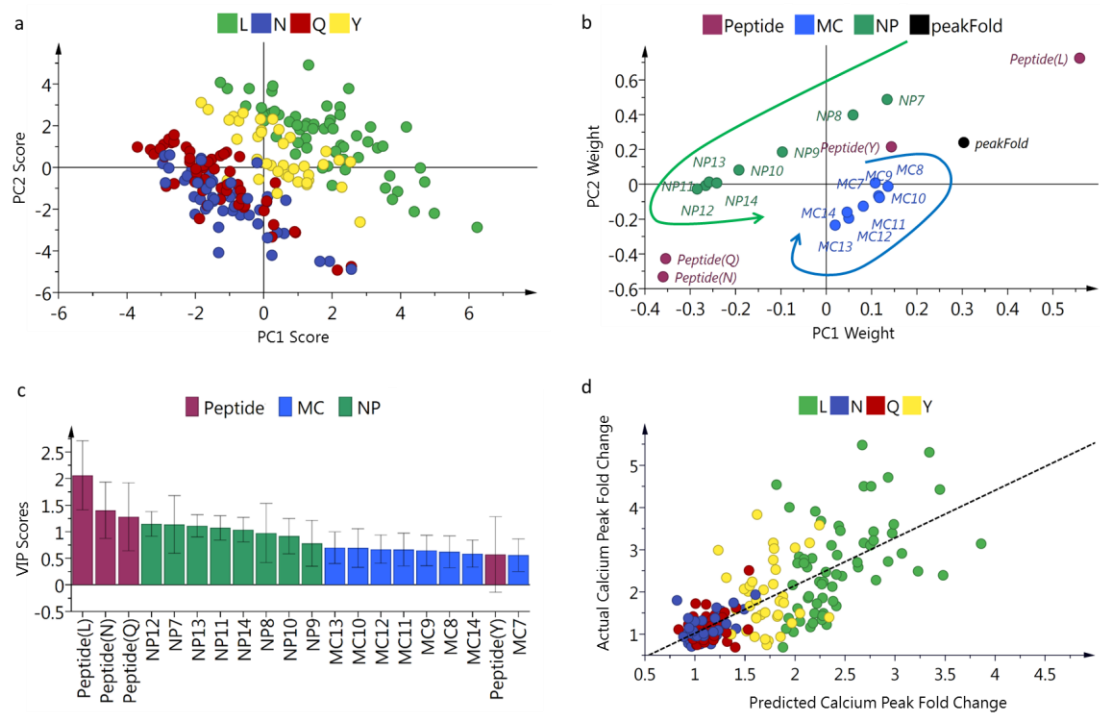 a
L N Q Y
PC2 Score
4
2
0
-2
-4
-6
-6 -4 -2 0 2 4 6
PC1 Score
b
Peptide MC NP peakFold
PC2 Weight
0.6
0.4
0.2
0
-0.2
-0.4
-0.6
Peptide(L)
NP7
NP8
Peptide(Y)
peakFold
NP9
NP13
NP10
NP11
NP12
NP14
MC9
MC8
MC7
MC10
MC14
MC11
MC12
MC13
Peptide(Q)
Peptide(N)
-0.4 -0.3 -0.2 -0.1 0 0.1 0.2 0.3 0.4 0.5
PC1 Weight
c
Peptide MC NP
VIP Scores
2.5
2
1.5
1
0.5
0
-0.5
Peptide(L)
Peptide(N)
Peptide(Q)
NP12
NP7
NP13
NP11
NP14
NP8
NP10
NP9
MC13
MC10
MC12
MC11
MC9
MC8
MC14
Peptide(Y)
MC7
d
L N Q Y
Actual Calcium Peak Fold Change
5
4
3
2
1
0.5 1 1.5 2 2.5 3 3.5 4 4.5
Predicted Calcium Peak Fold Change